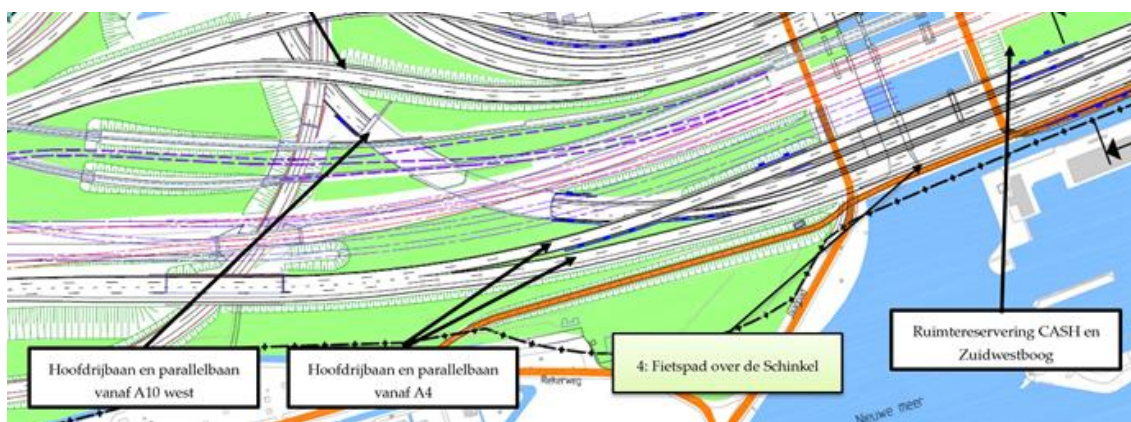 Hoofdrijbaan en parallelbaan
vanaf A10 west
Hoofdrijbaan en parallelbaan
vanaf A4
4: Fietspad over de Schinkel
Ruimtereservering CASH en
Zuidwestboog
Rekerweg
Nieuwe meer